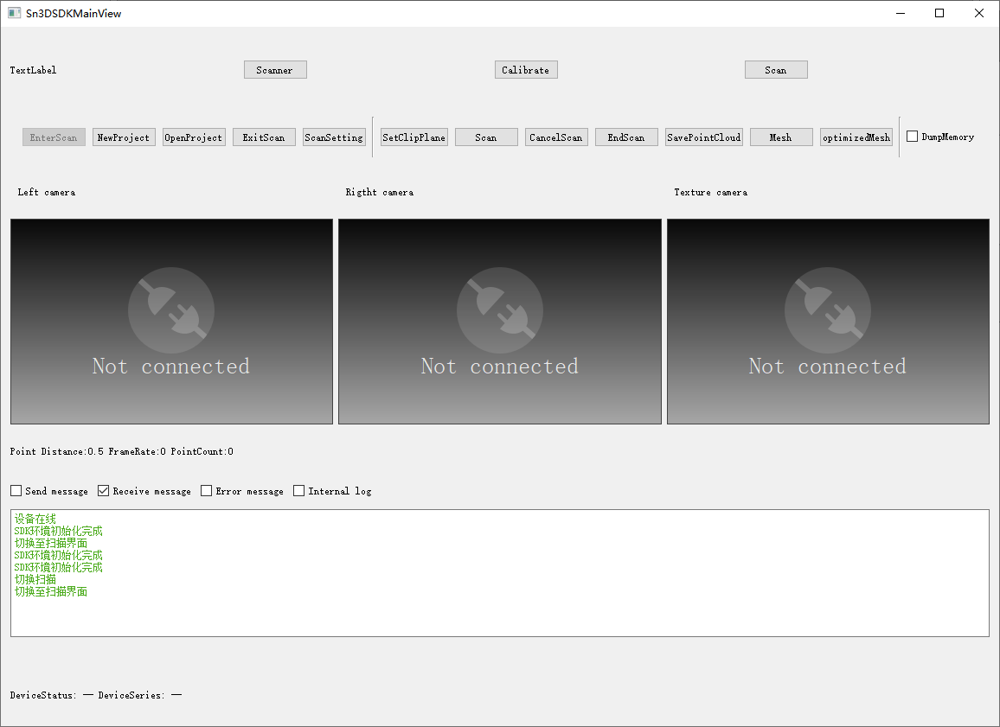 Sn3DSDKMainView
TextLabel Scanner Calibrate Scan
EnterScan NewProject OpenProject ExitScan ScanSetting SetClipPlane Scan CancelScan EndScan SavePointCloud Mesh optimizedMesh DumpMemory
Left camera Rigtht camera Texture camera
Not connected Not connected Not connected
Point Distance:0.5 FrameRate:0 PointCount:0
Send message Receive message Error message Internal log
设备在线
SDK环境初始化完成
切换至扫描界面
SDK环境初始化完成
SDK环境初始化完成
切换扫描
切换至扫描界面
DeviceStatus: — DeviceSeries: —